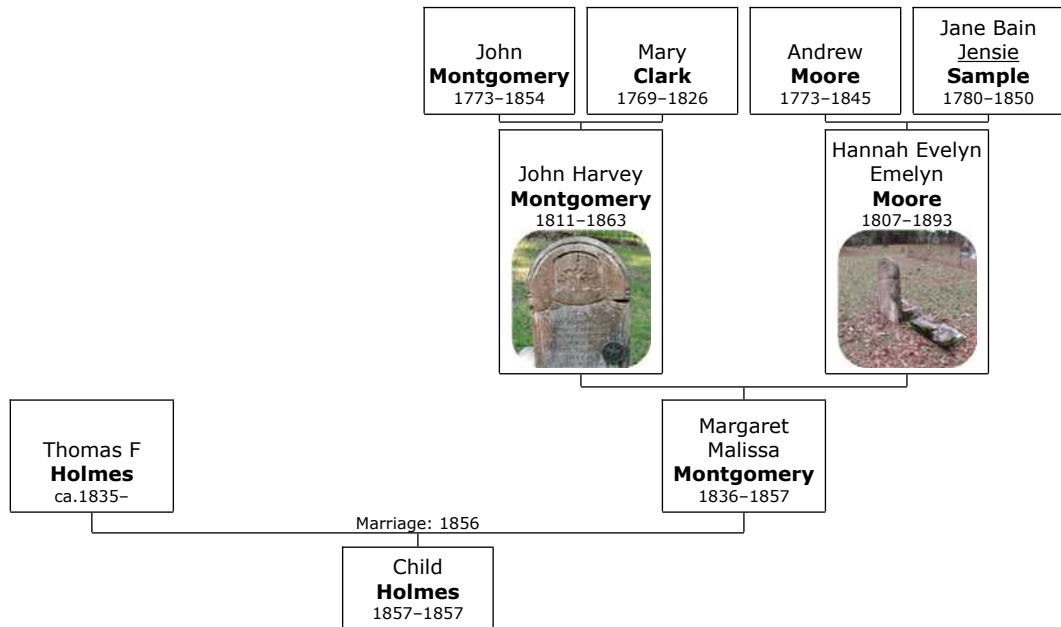 John
Montgomery
1773–1854
Mary
Clark
1769–1826
Andrew
Moore
1773–1845
Jane Bain
Jensie
Sample
1780–1850
John Harvey
Montgomery
1811–1863
Hannah Evelyn
Emelyn
Moore
1807–1893
Thomas F
Holmes
ca.1835–
Margaret
Malissa
Montgomery
1836–1857
Marriage: 1856
Child
Holmes
1857–1857